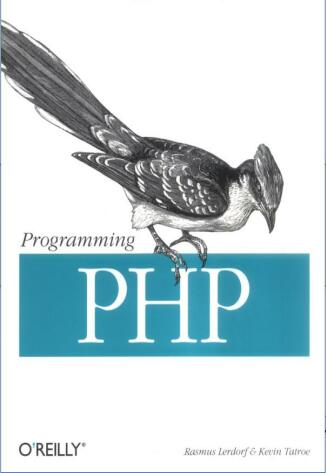 Programming
PHP
O'REILLY®
Rasmus Lerdorf & Kevin Tatroe